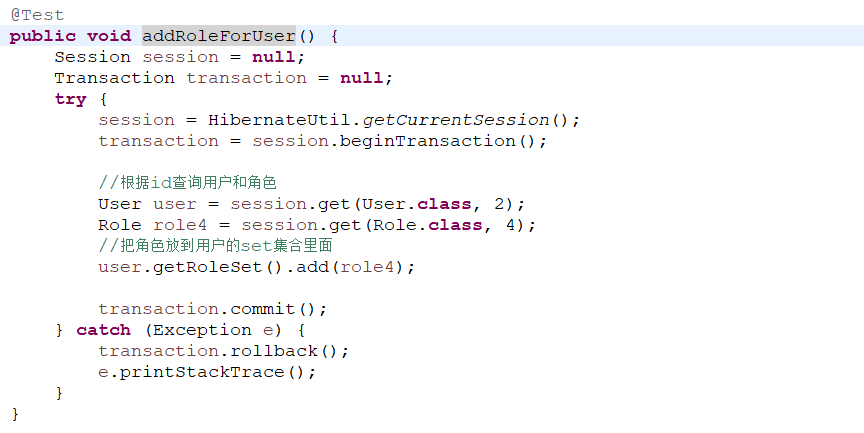 @Test
public void addRoleForUser() {
    Session session = null;
    Transaction transaction = null;
    try {
        session = HibernateUtil.getCurrentSession();
        transaction = session.beginTransaction();
        //根据id查询用户和角色
        User user = session.get(User.class, 2);
        Role role4 = session.get(Role.class, 4);
        //把角色放到用户的set集合里面
        user.getRoleSet().add(role4);
        transaction.commit();
    } catch (Exception e) {
        transaction.rollback();
        e.printStackTrace();
    }
}